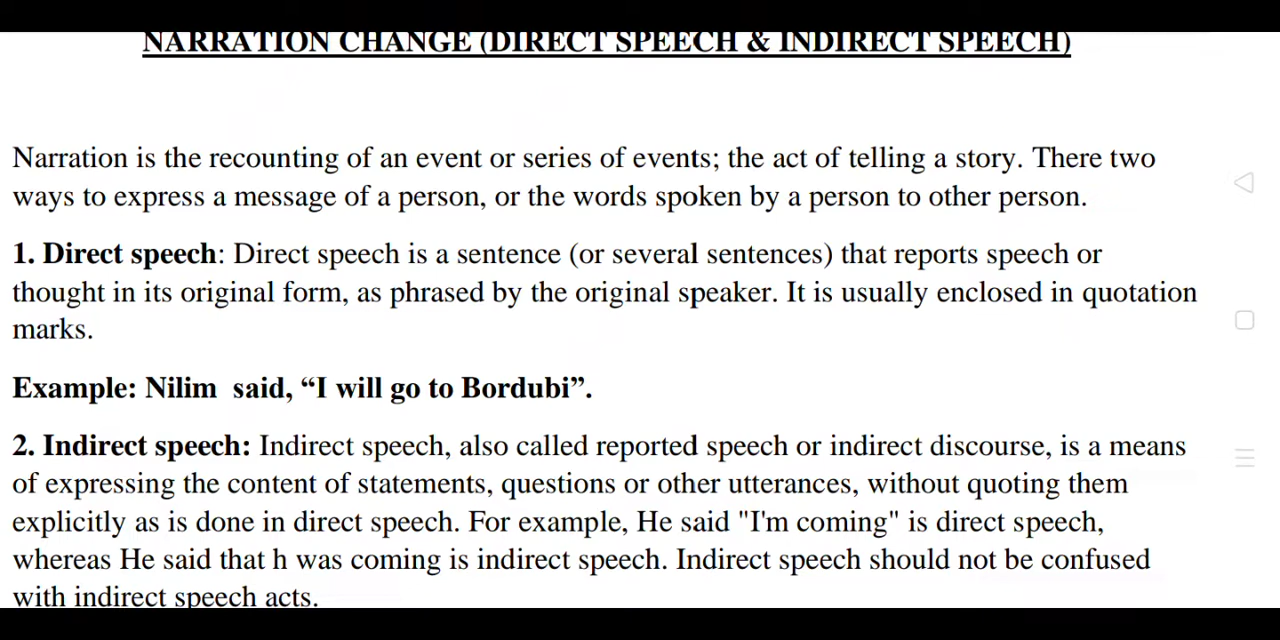 NARRATION CHANGE (DIRECT SPEECH & INDIRECT SPEECH)
Narration is the recounting of an event or series of events; the act of telling a story. There two
ways to express a message of a person, or the words spoken by a person to other person.
1. Direct speech: Direct speech is a sentence (or several sentences) that reports speech or
thought in its original form, as phrased by the original speaker. It is usually enclosed in quotation
marks.
Example: Nilim  said, “I will go to Bordubi”.
2. Indirect speech: Indirect speech, also called reported speech or indirect discourse, is a means
of expressing the content of statements, questions or other utterances, without quoting them
explicitly as is done in direct speech. For example, He said "I'm coming" is direct speech,
whereas He said that h was coming is indirect speech. Indirect speech should not be confused
with indirect speech acts.